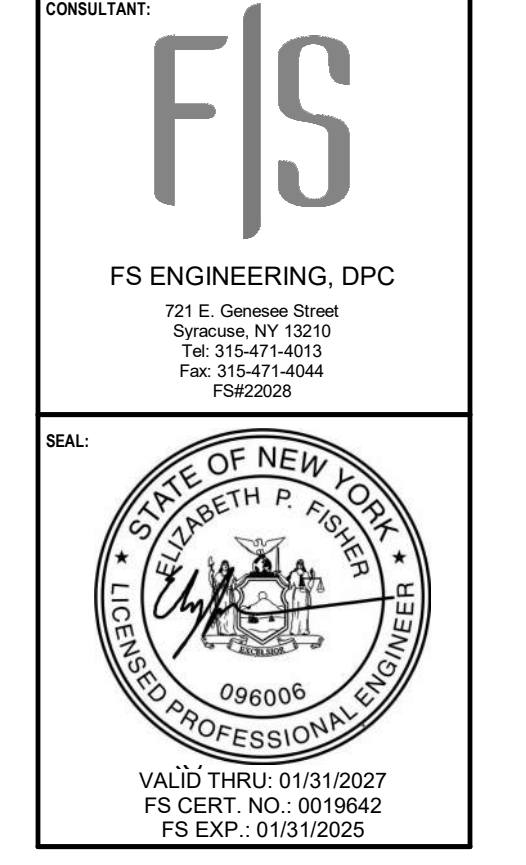 CONSULTANT:
F|S
FS ENGINEERING, DPC
721 E. Genesee Street
Syracuse, NY 13210
Tel: 315-471-4013
Fax: 315-471-4044
FS#22028
SEAL:
STATE OF NEW YORK
ELIZABETH P. FISHER
EXCELSIOR
096006
LICENSED PROFESSIONAL ENGINEER
VALID THRU: 01/31/2027
FS CERT. NO.: 0019642
FS EXP.: 01/31/2025